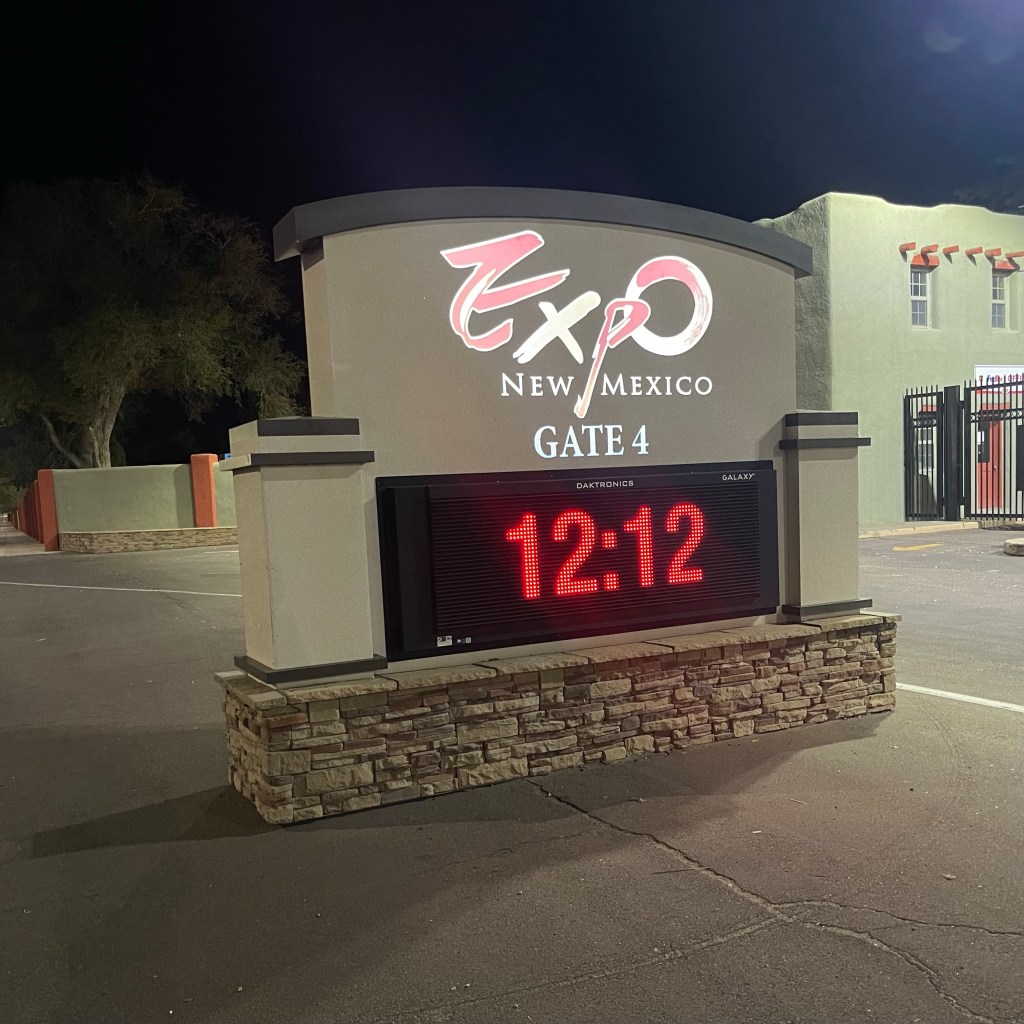 Expo
New Mexico
GATE 4
DAKTRONICS
GALAXY
12:12